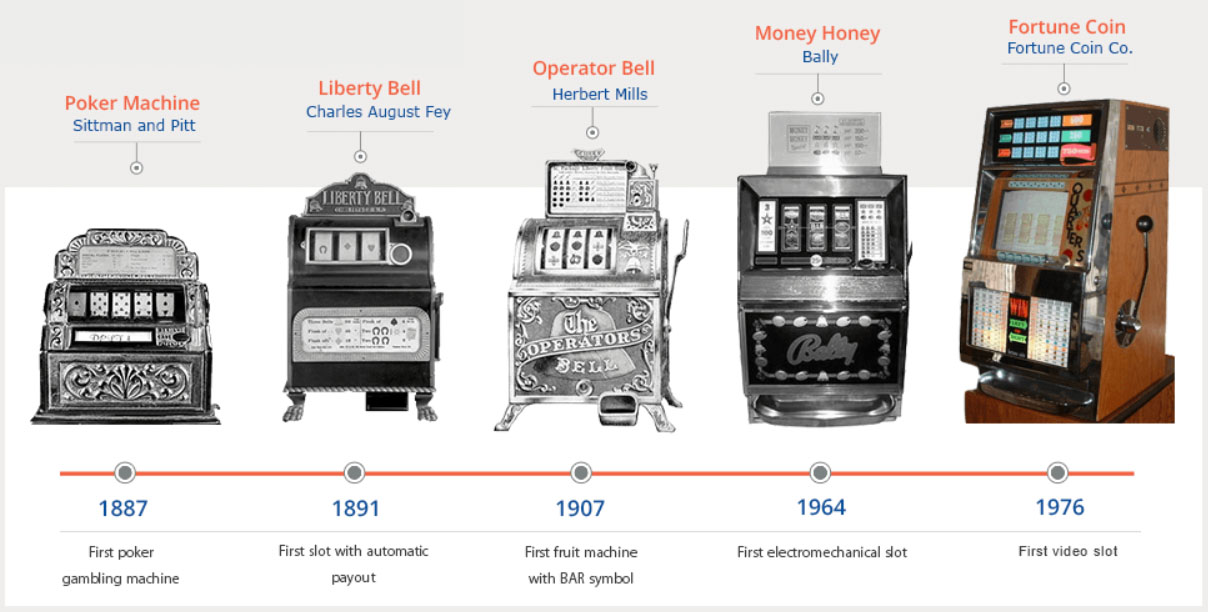 Fortune Coin
Fortune Coin Co.
Money Honey
Bally
Operator Bell
Herbert Mills
Liberty Bell
Charles August Fey
Poker Machine
Sittman and Pitt
LIBERTY BELL
The
OPERATORS
BELL
Bally
QUARTERS
WIN
1887
1891
1907
1964
1976
First poker
gambling machine
First slot with automatic
payout
First fruit machine
with BAR symbol
First electromechanical slot
First video slot